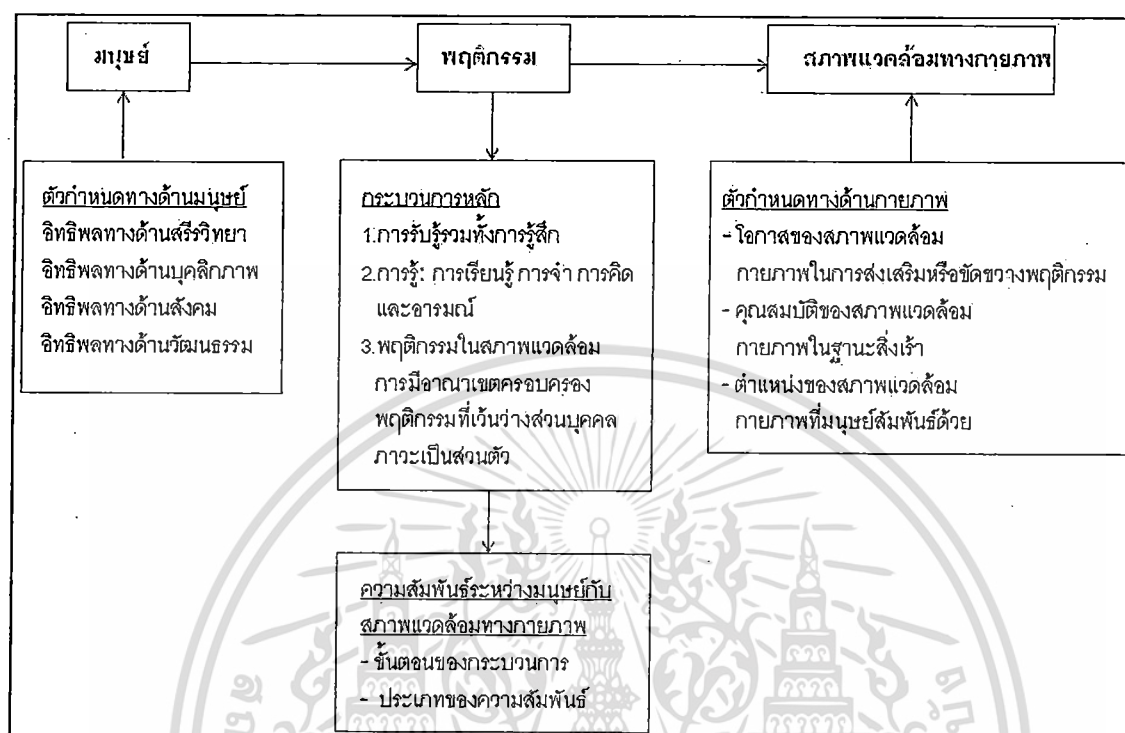 มนุษย์
พฤติกรรม
สภาพแวดล้อมทางกายภาพ
ตัวกำหนดทางด้านมนุษย์
อิทธิพลทางด้านสรีรวิทยา
อิทธิพลทางด้านบุคลิกภาพ
อิทธิพลทางด้านสังคม
อิทธิพลทางด้านวัฒนธรรม
กระบวนการหลัก
1.การรับรู้รวมทั้งการรู้สึก
2.การรู้: การเรียนรู้ การจำ การคิด
และอารมณ์
3.พฤติกรรมในสภาพแวดล้อม
การมีอาณาเขตครอบครอง
พฤติกรรมที่เว้นว่างส่วนบุคคล
ภาวะเป็นส่วนตัว
ตัวกำหนดทางด้านกายภาพ
- โอกาสของสภาพแวดล้อม
กายภาพในการส่งเสริมหรือขัดขวางพฤติกรรม
- คุณสมบัติของสภาพแวดล้อม
กายภาพในฐานะสิ่งเร้า
- ตำแหน่งของสภาพแวดล้อม
กายภาพที่มนุษย์สัมพันธ์ด้วย
ความสัมพันธ์ระหว่างมนุษย์กับ
สภาพแวดล้อมทางกายภาพ
- ขั้นตอนของกระบวนการ
- ประเภทของความสัมพันธ์